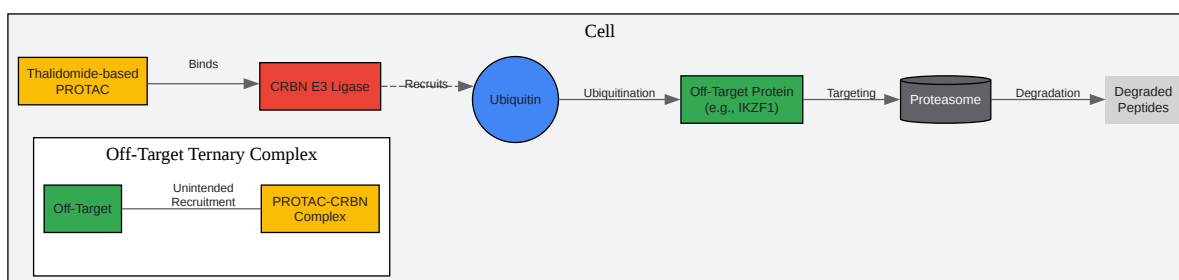 Cell
Thalidomide-based
PROTAC
Binds
CRBN E3 Ligase
Recruits
Ubiquitin
Ubiquitination
Off-Target Protein
(e.g., IKZF1)
Targeting
Proteasome
Degradation
Degraded
Peptides
Off-Target Ternary Complex
Off-Target
Unintended
Recruitment
PROTAC-CRBN
Complex